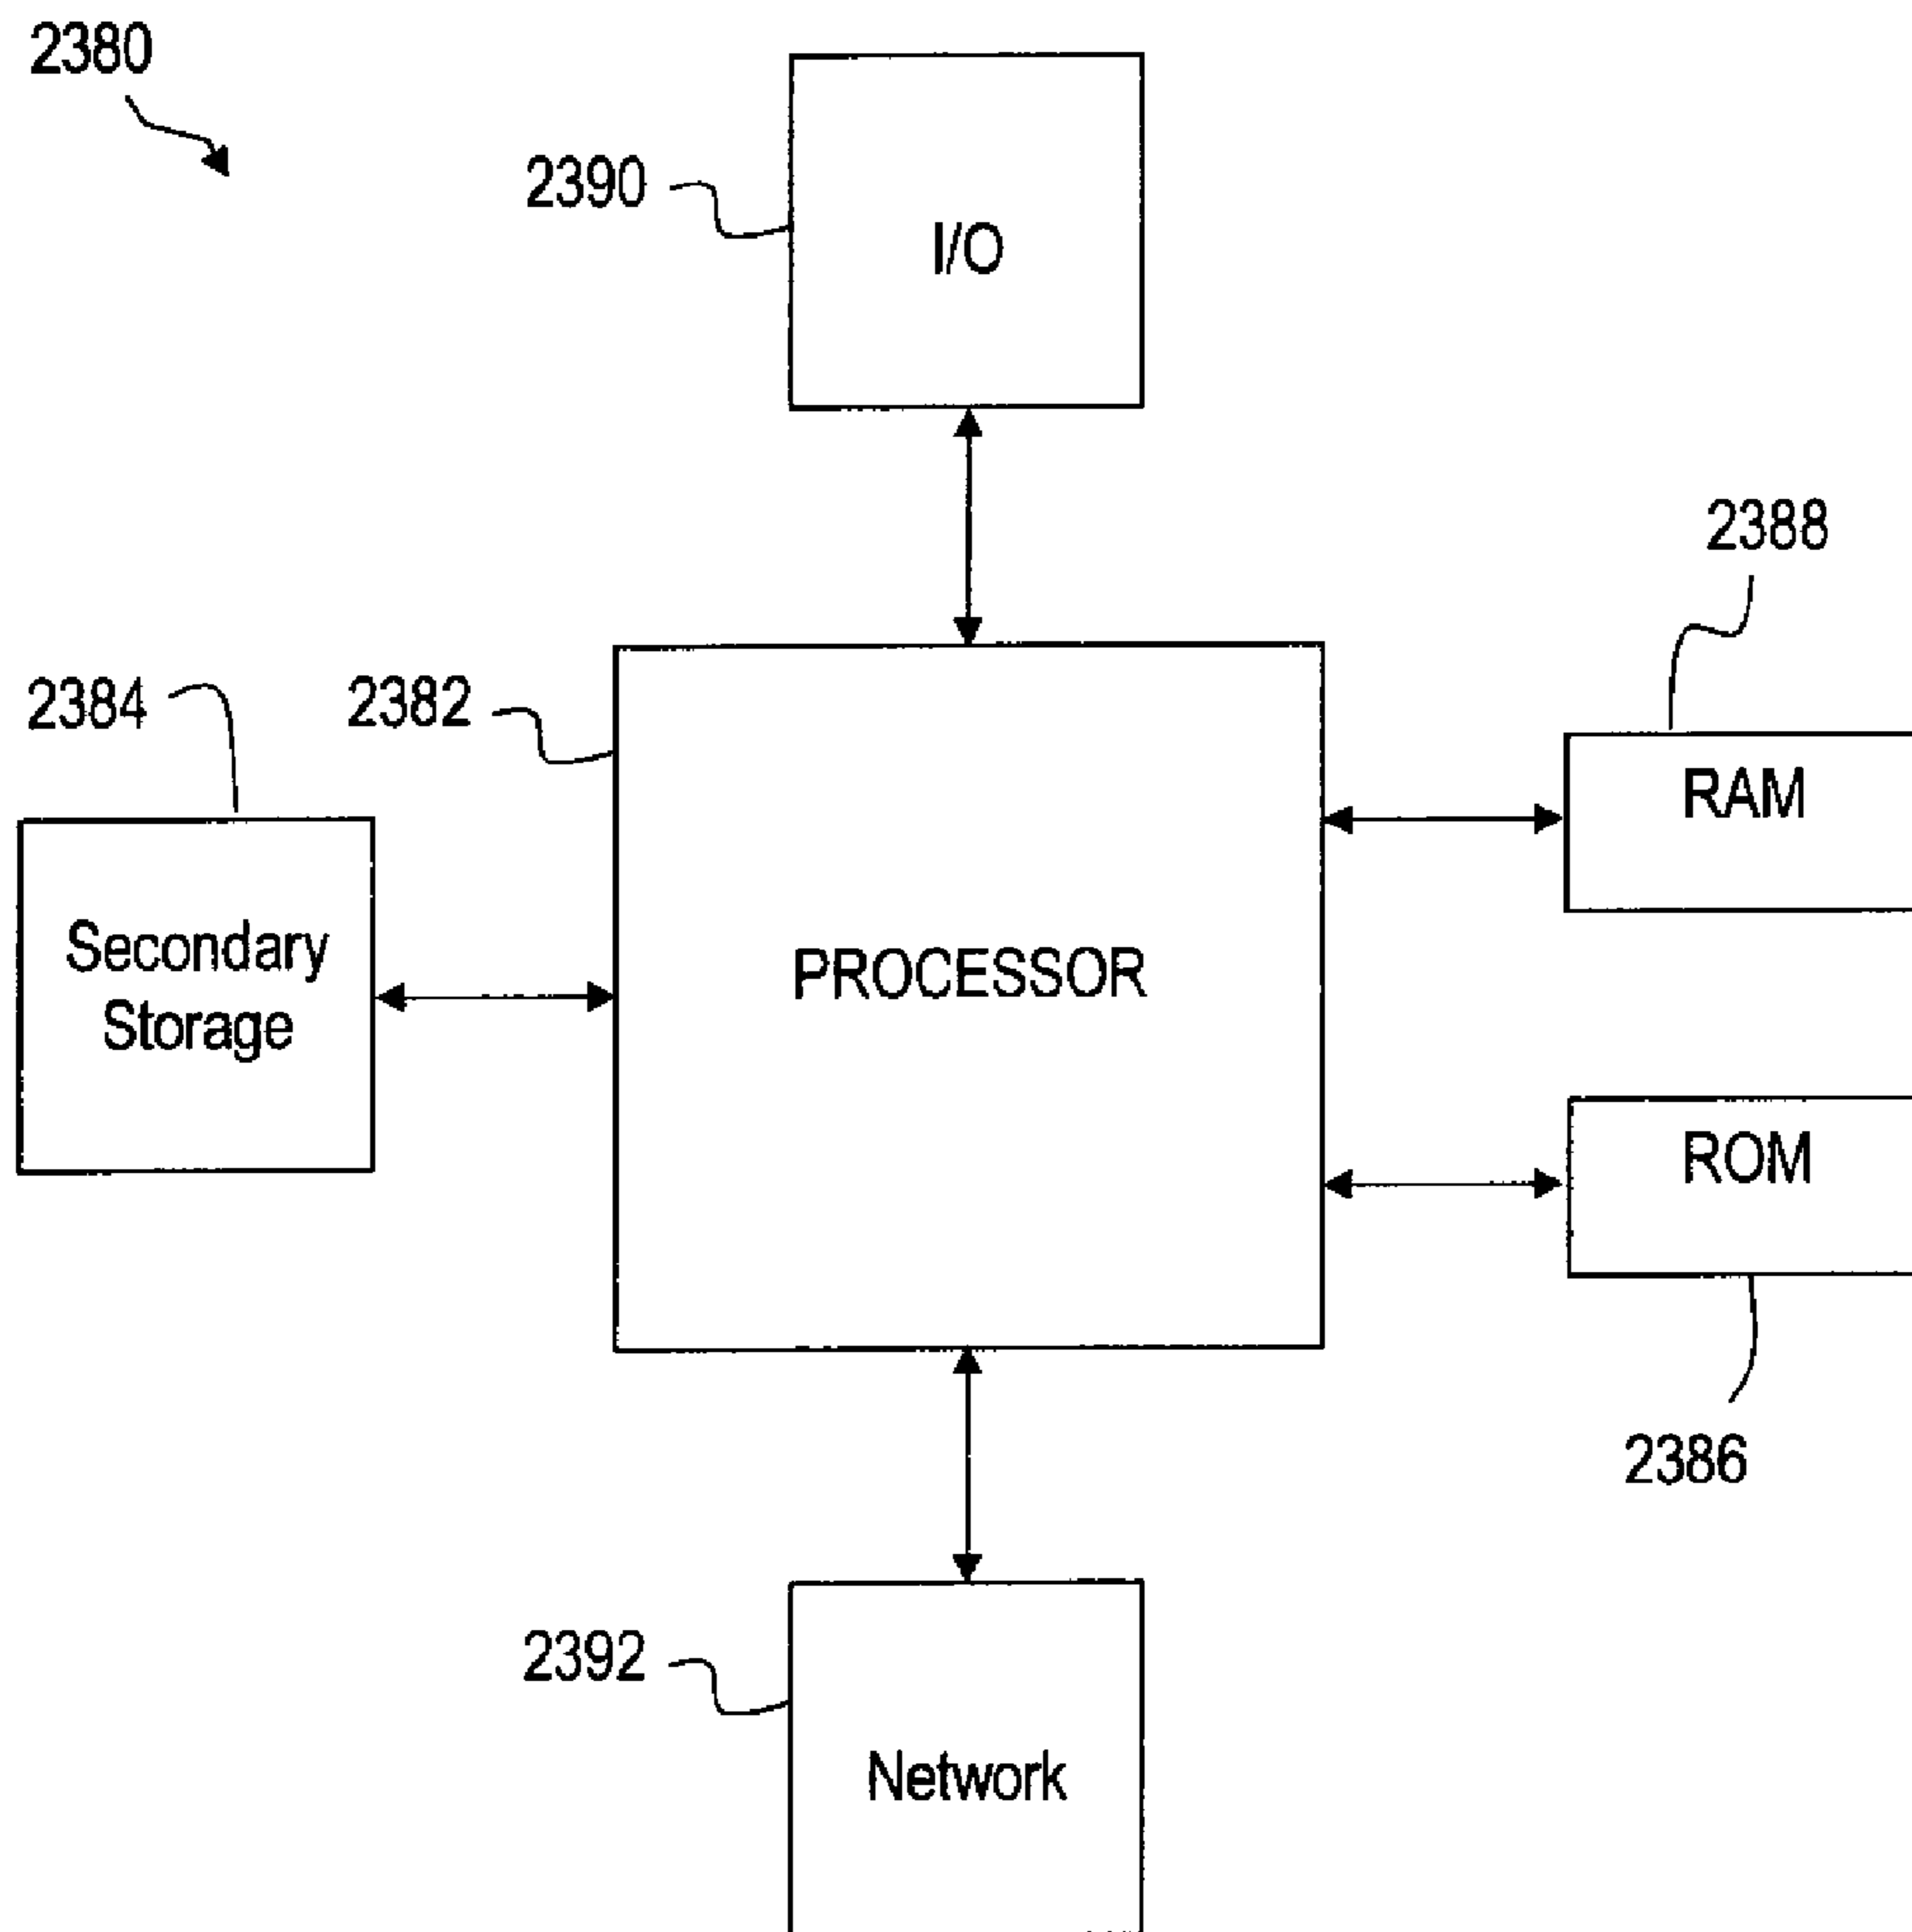 2380
2390
I/O
2388
2384
2382
RAM
Secondary
Storage
PROCESSOR
ROM
2386
2392
Network